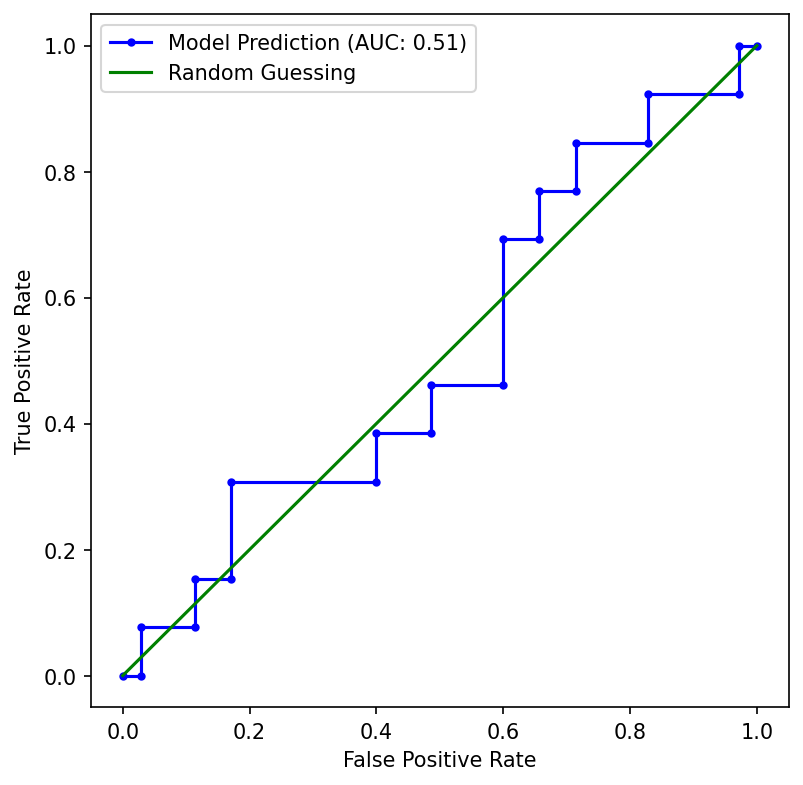 Model Prediction (AUC: 0.51)
Random Guessing
1.0
0.8
0.6
0.4
0.2
0.0
True Positive Rate
0.0 0.2 0.4 0.6 0.8 1.0
False Positive Rate